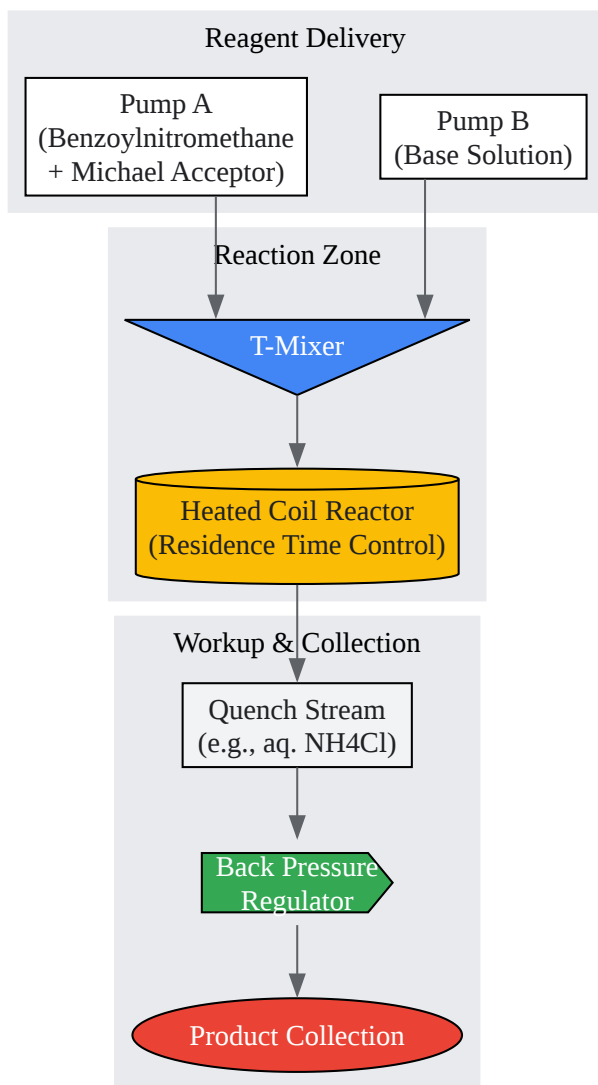 Reagent Delivery
Pump A
(Benzoylnitromethane
+ Michael Acceptor)
Pump B
(Base Solution)
Reaction Zone
T-Mixer
Heated Coil Reactor
(Residence Time Control)
Workup & Collection
Quench Stream
(e.g., aq. NH4Cl)
Back Pressure
Regulator
Product Collection